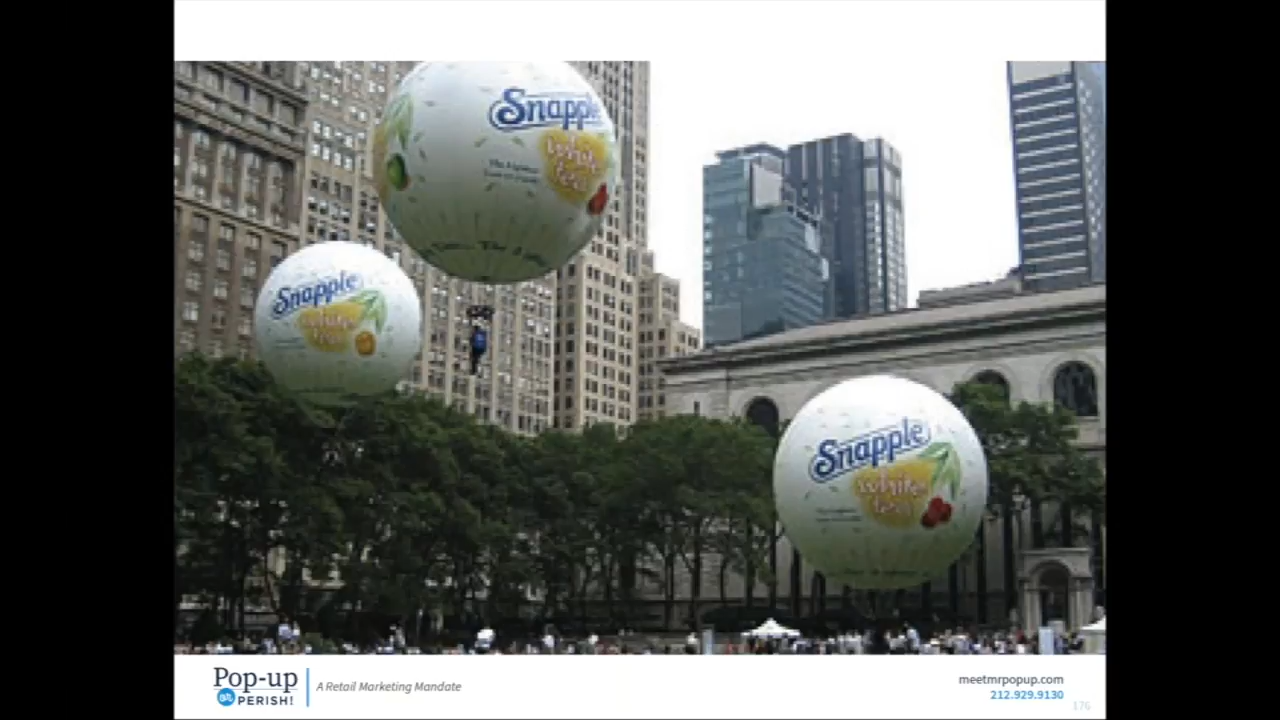 Snapple
white
tea
Snapple
white
tea
Snapple
white
tea
Pop-up
OR PERISH!
A Retail Marketing Mandate
meetmrpopup.com
212.929.9130
176